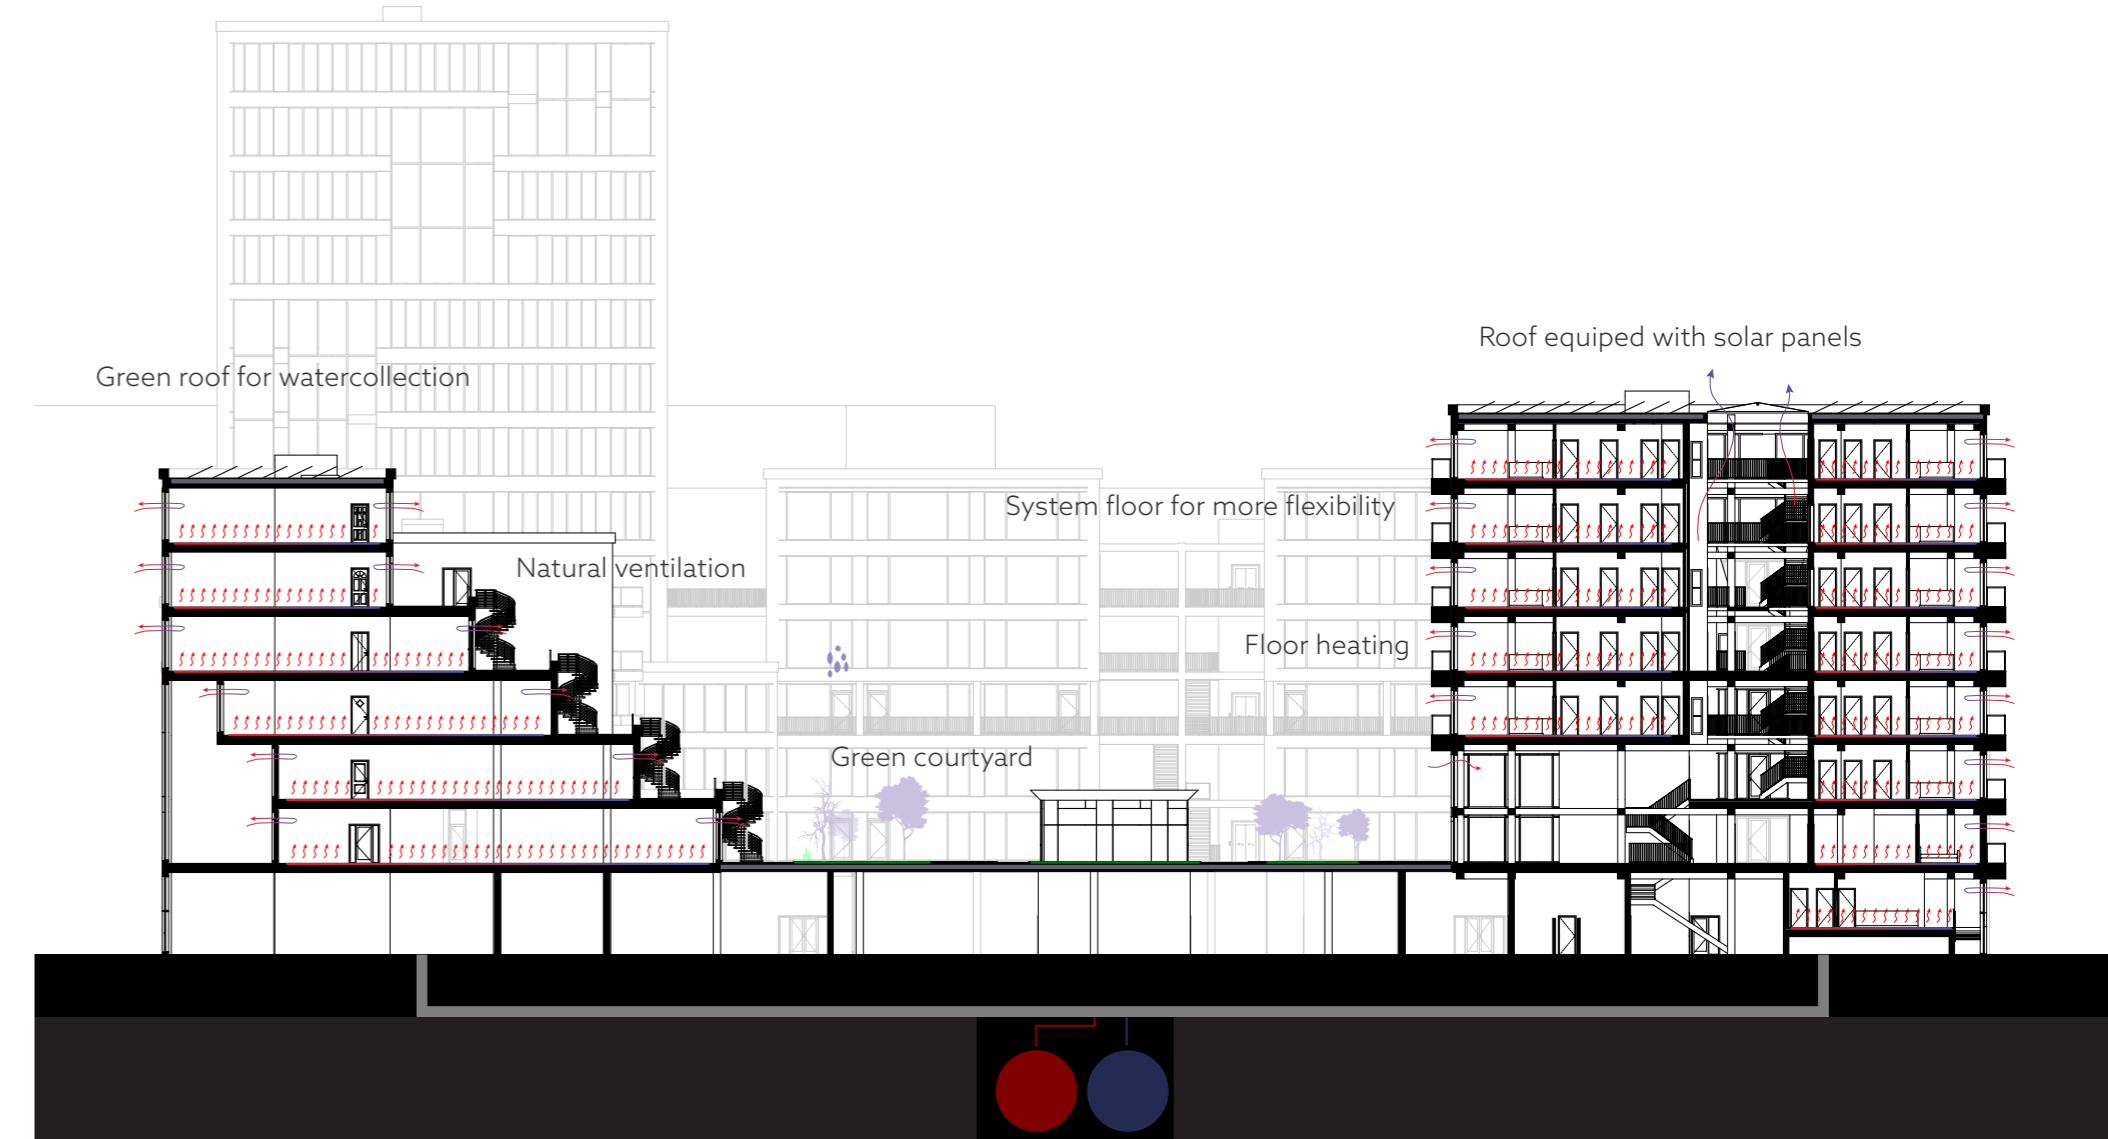 Roof equiped with solar panels
Green roof for watercollection
System floor for more flexibility
Natural ventilation
Floor heating
Green courtyard